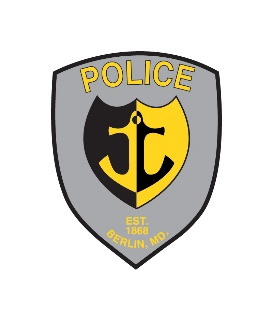 POLICE
EST.
1868
BERLIN, MD.